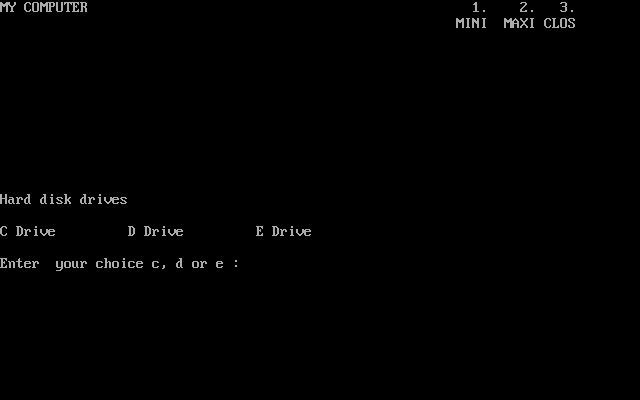 MY COMPUTER 1. 2. 3.
MINI MAXI CLOS
Hard disk drives
C Drive D Drive E Drive
Enter  your choice c, d or e :